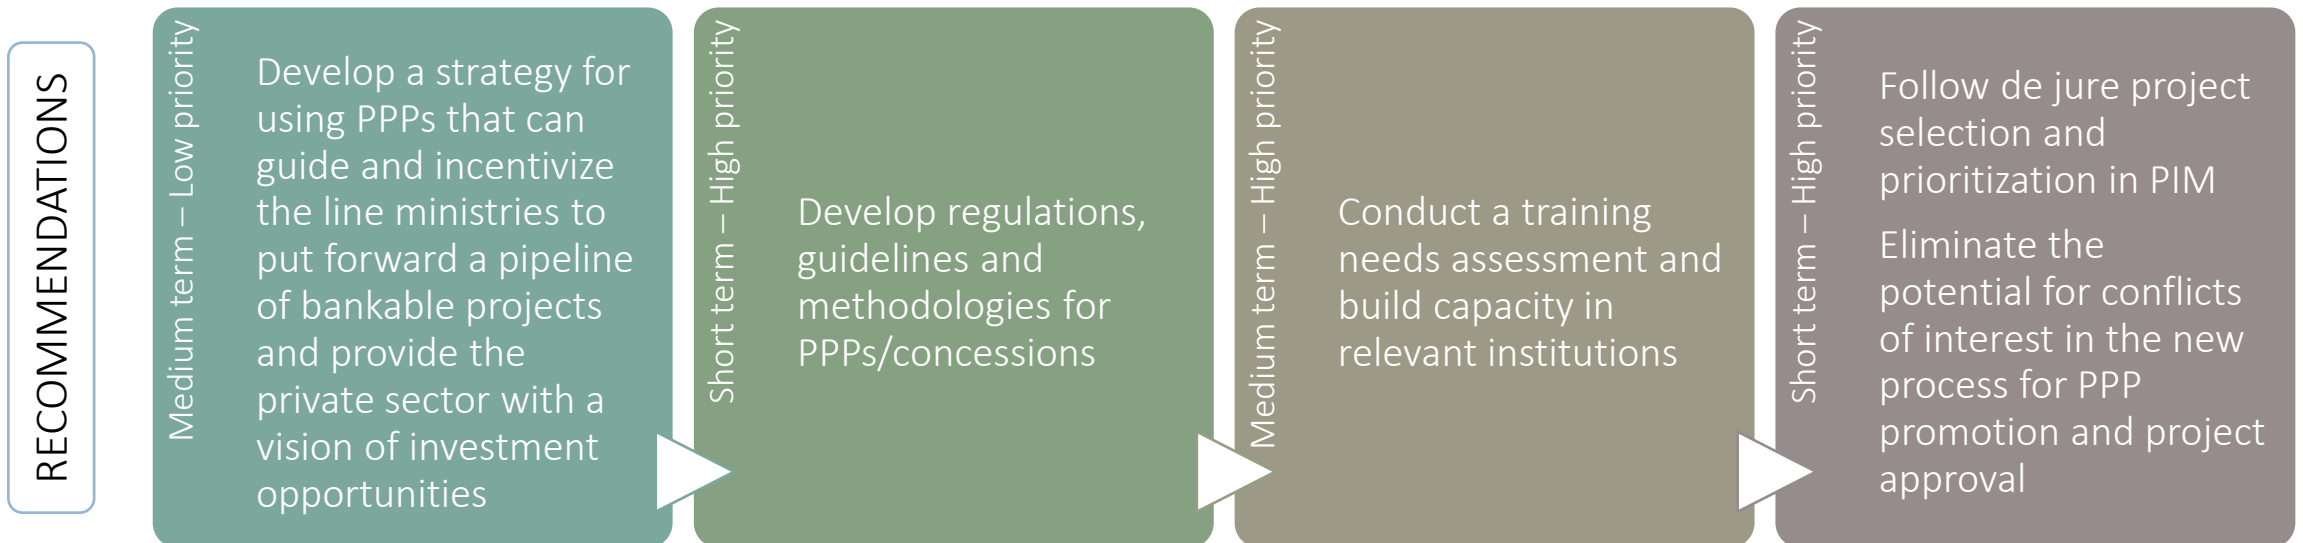 RECOMMENDATIONS
Medium term – Low priority
Develop a strategy for
using PPPs that can
guide and incentivize
the line ministries to
put forward a pipeline
of bankable projects
and provide the
private sector with a
vision of investment
opportunities
Short term – High priority
Develop regulations,
guidelines and
methodologies for
PPPs/concessions
Medium term – High priority
Conduct a training
needs assessment and
build capacity in
relevant institutions
Short term – High priority
Follow de jure project
selection and
prioritization in PIM
Eliminate the
potential for conflicts
of interest in the new
process for PPP
promotion and project
approval